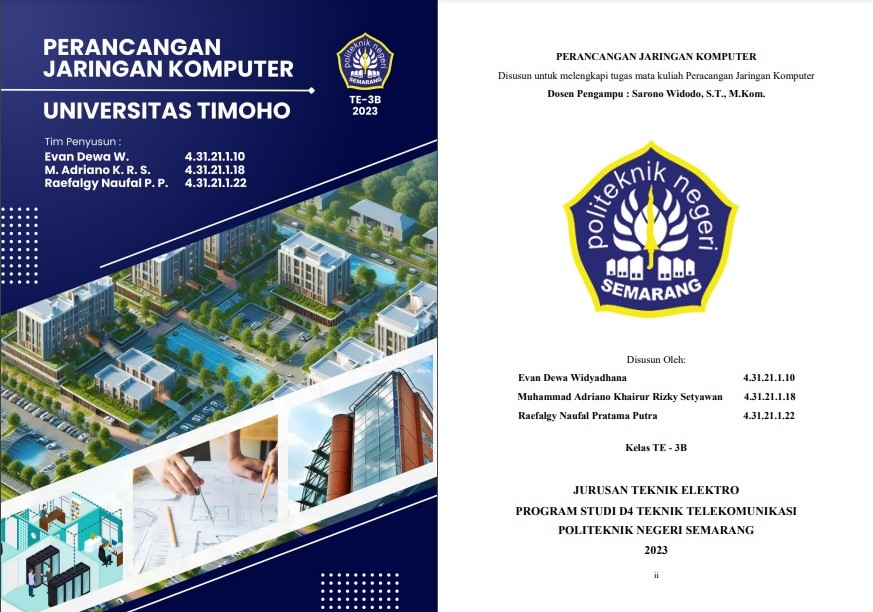 PERANCANGAN
JARINGAN KOMPUTER
UNIVERSITAS TIMOHO
politeknik negeri
SEMARANG
TE-3B
2023
Tim Penyusun :
Evan Dewa W. 4.31.21.1.10
M. Adriano K. R. S. 4.31.21.1.18
Raefalgy Naufal P. P. 4.31.21.1.22
PERANCANGAN JARINGAN KOMPUTER
Disusun untuk melengkapi tugas mata kuliah Peracangan Jaringan Komputer
Dosen Pengampu : Sarono Widodo, S.T., M.Kom.
politeknik negeri
SEMARANG
Disusun Oleh:
Evan Dewa Widyadhana 4.31.21.1.10
Muhammad Adriano Khairur Rizky Setyawan 4.31.21.1.18
Raefalgy Naufal Pratama Putra 4.31.21.1.22
Kelas TE - 3B
JURUSAN TEKNIK ELEKTRO
PROGRAM STUDI D4 TEKNIK TELEKOMUNIKASI
POLITEKNIK NEGERI SEMARANG
2023
ii